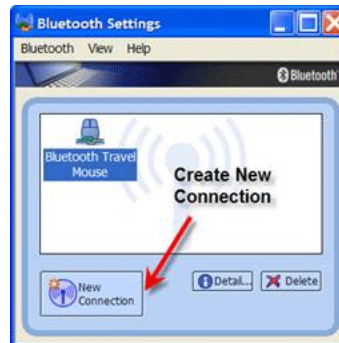 Bluetooth Settings
Bluetooth View Help
Bluetooth
Bluetooth Travel
Mouse
Create New
Connection
New
Connection
Detail...
Delete